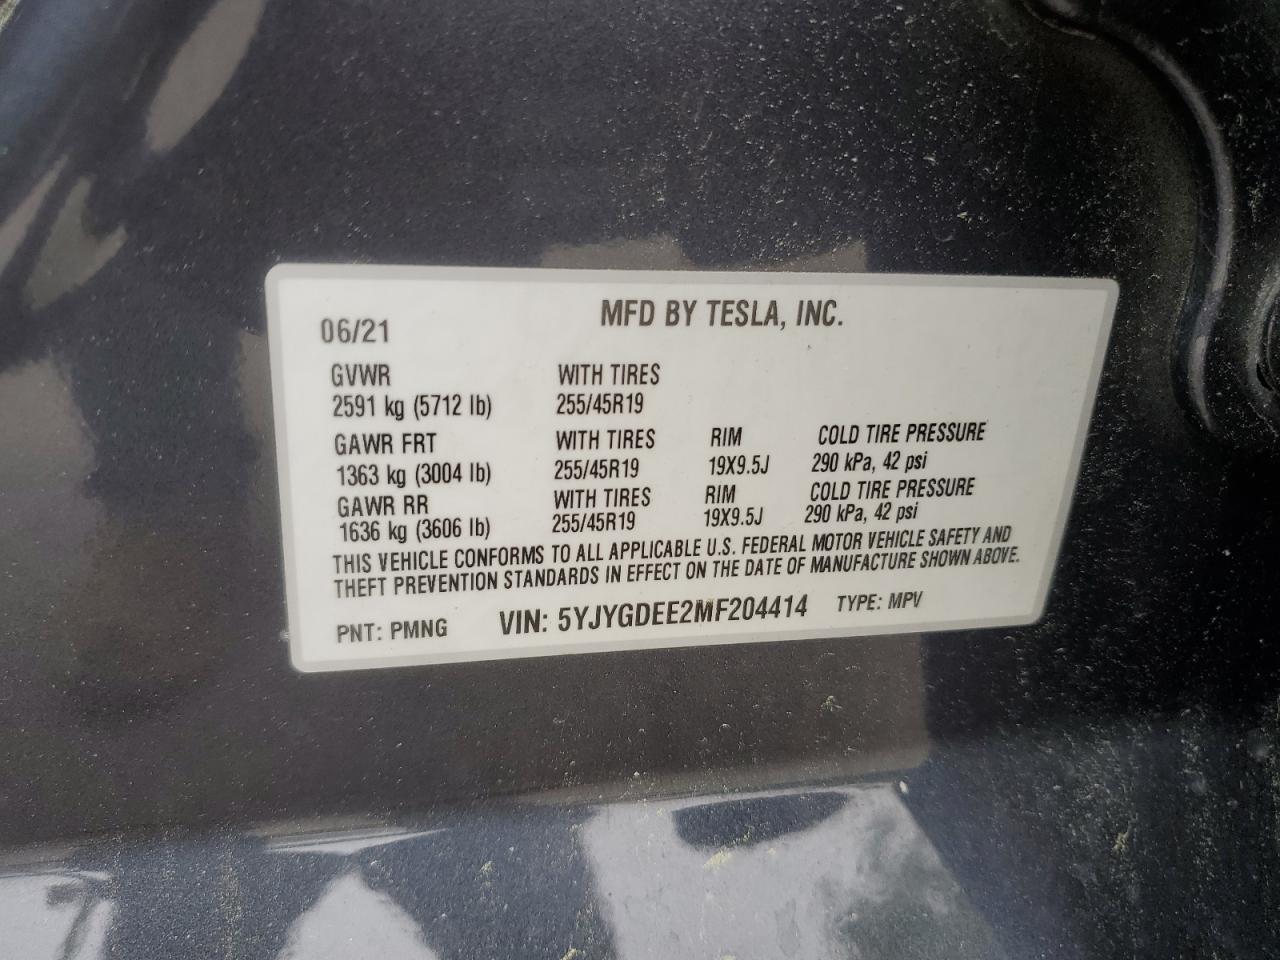 MFD BY TESLA, INC.
06/21
GVWR WITH TIRES
2591 kg (5712 lb) 255/45R19
GAWR FRT WITH TIRES RIM COLD TIRE PRESSURE
1363 kg (3004 lb) 255/45R19 19X9.5J 290 kPa, 42 psi
GAWR RR WITH TIRES RIM COLD TIRE PRESSURE
1636 kg (3606 lb) 255/45R19 19X9.5J 290 kPa, 42 psi
THIS VEHICLE CONFORMS TO ALL APPLICABLE U.S. FEDERAL MOTOR VEHICLE SAFETY AND
THEFT PREVENTION STANDARDS IN EFFECT ON THE DATE OF MANUFACTURE SHOWN ABOVE.
PNT: PMNG VIN: 5YJYGDEE2MF204414 TYPE: MPV